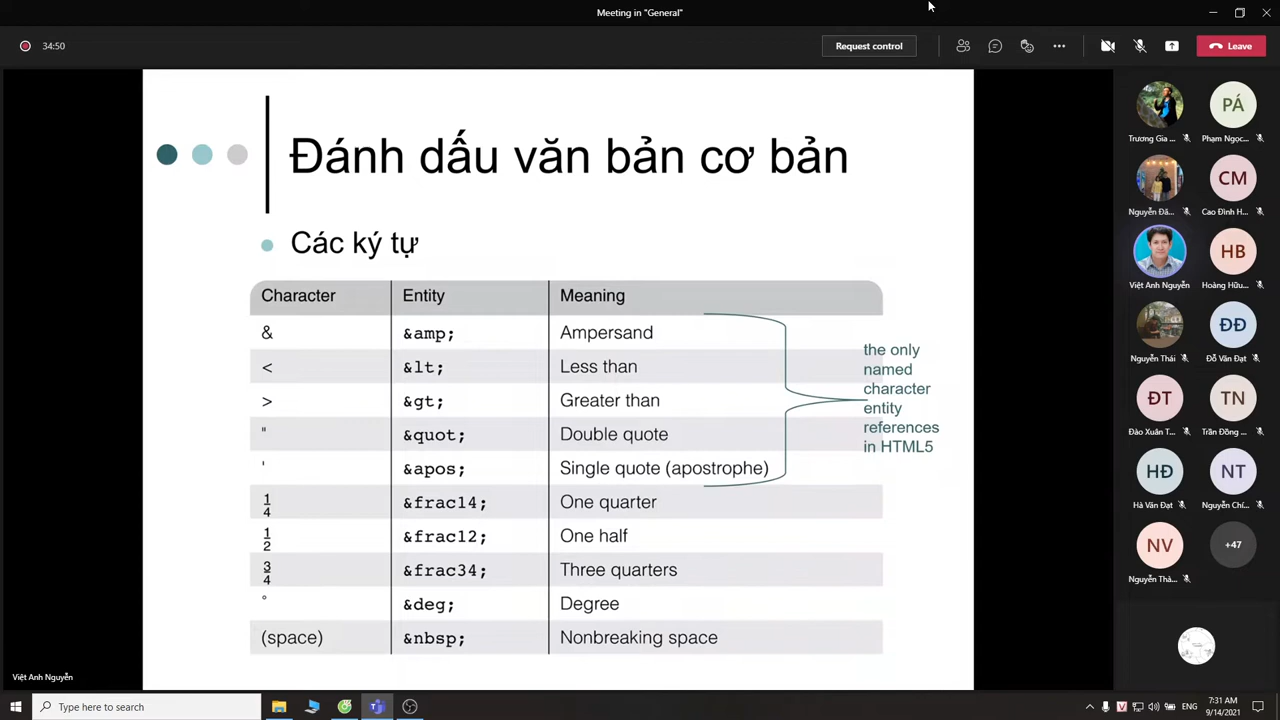 Meeting in "General"
34:50
Request control
Leave
Đánh dấu văn bản cơ bản
Các ký tự
Character Entity Meaning
& &amp; Ampersand
< &lt; Less than
> &gt; Greater than
" &quot; Double quote
' &apos; Single quote (apostrophe)
1/4 &frac14; One quarter
1/2 &frac12; One half
3/4 &frac34; Three quarters
° &deg; Degree
(space) &nbsp; Nonbreaking space
the only
named
character
entity
references
in HTML5
PÁ
Trương Gia ... Phạm Ngọc...
CM
Nguyễn Đă... Cao Đình H...
HB
Việt Anh Nguyễn Hoàng Hữu...
ĐĐ
Nguyễn Thái Đỗ Văn Đạt
ĐT TN
Đào Xuân T... Trần Đồng ...
HĐ NT
Hà Văn Đạt Nguyễn Chí...
NV +47
Nguyễn Thà...
Việt Anh Nguyễn
Type here to search
V
ENG
7:31 AM
9/14/2021